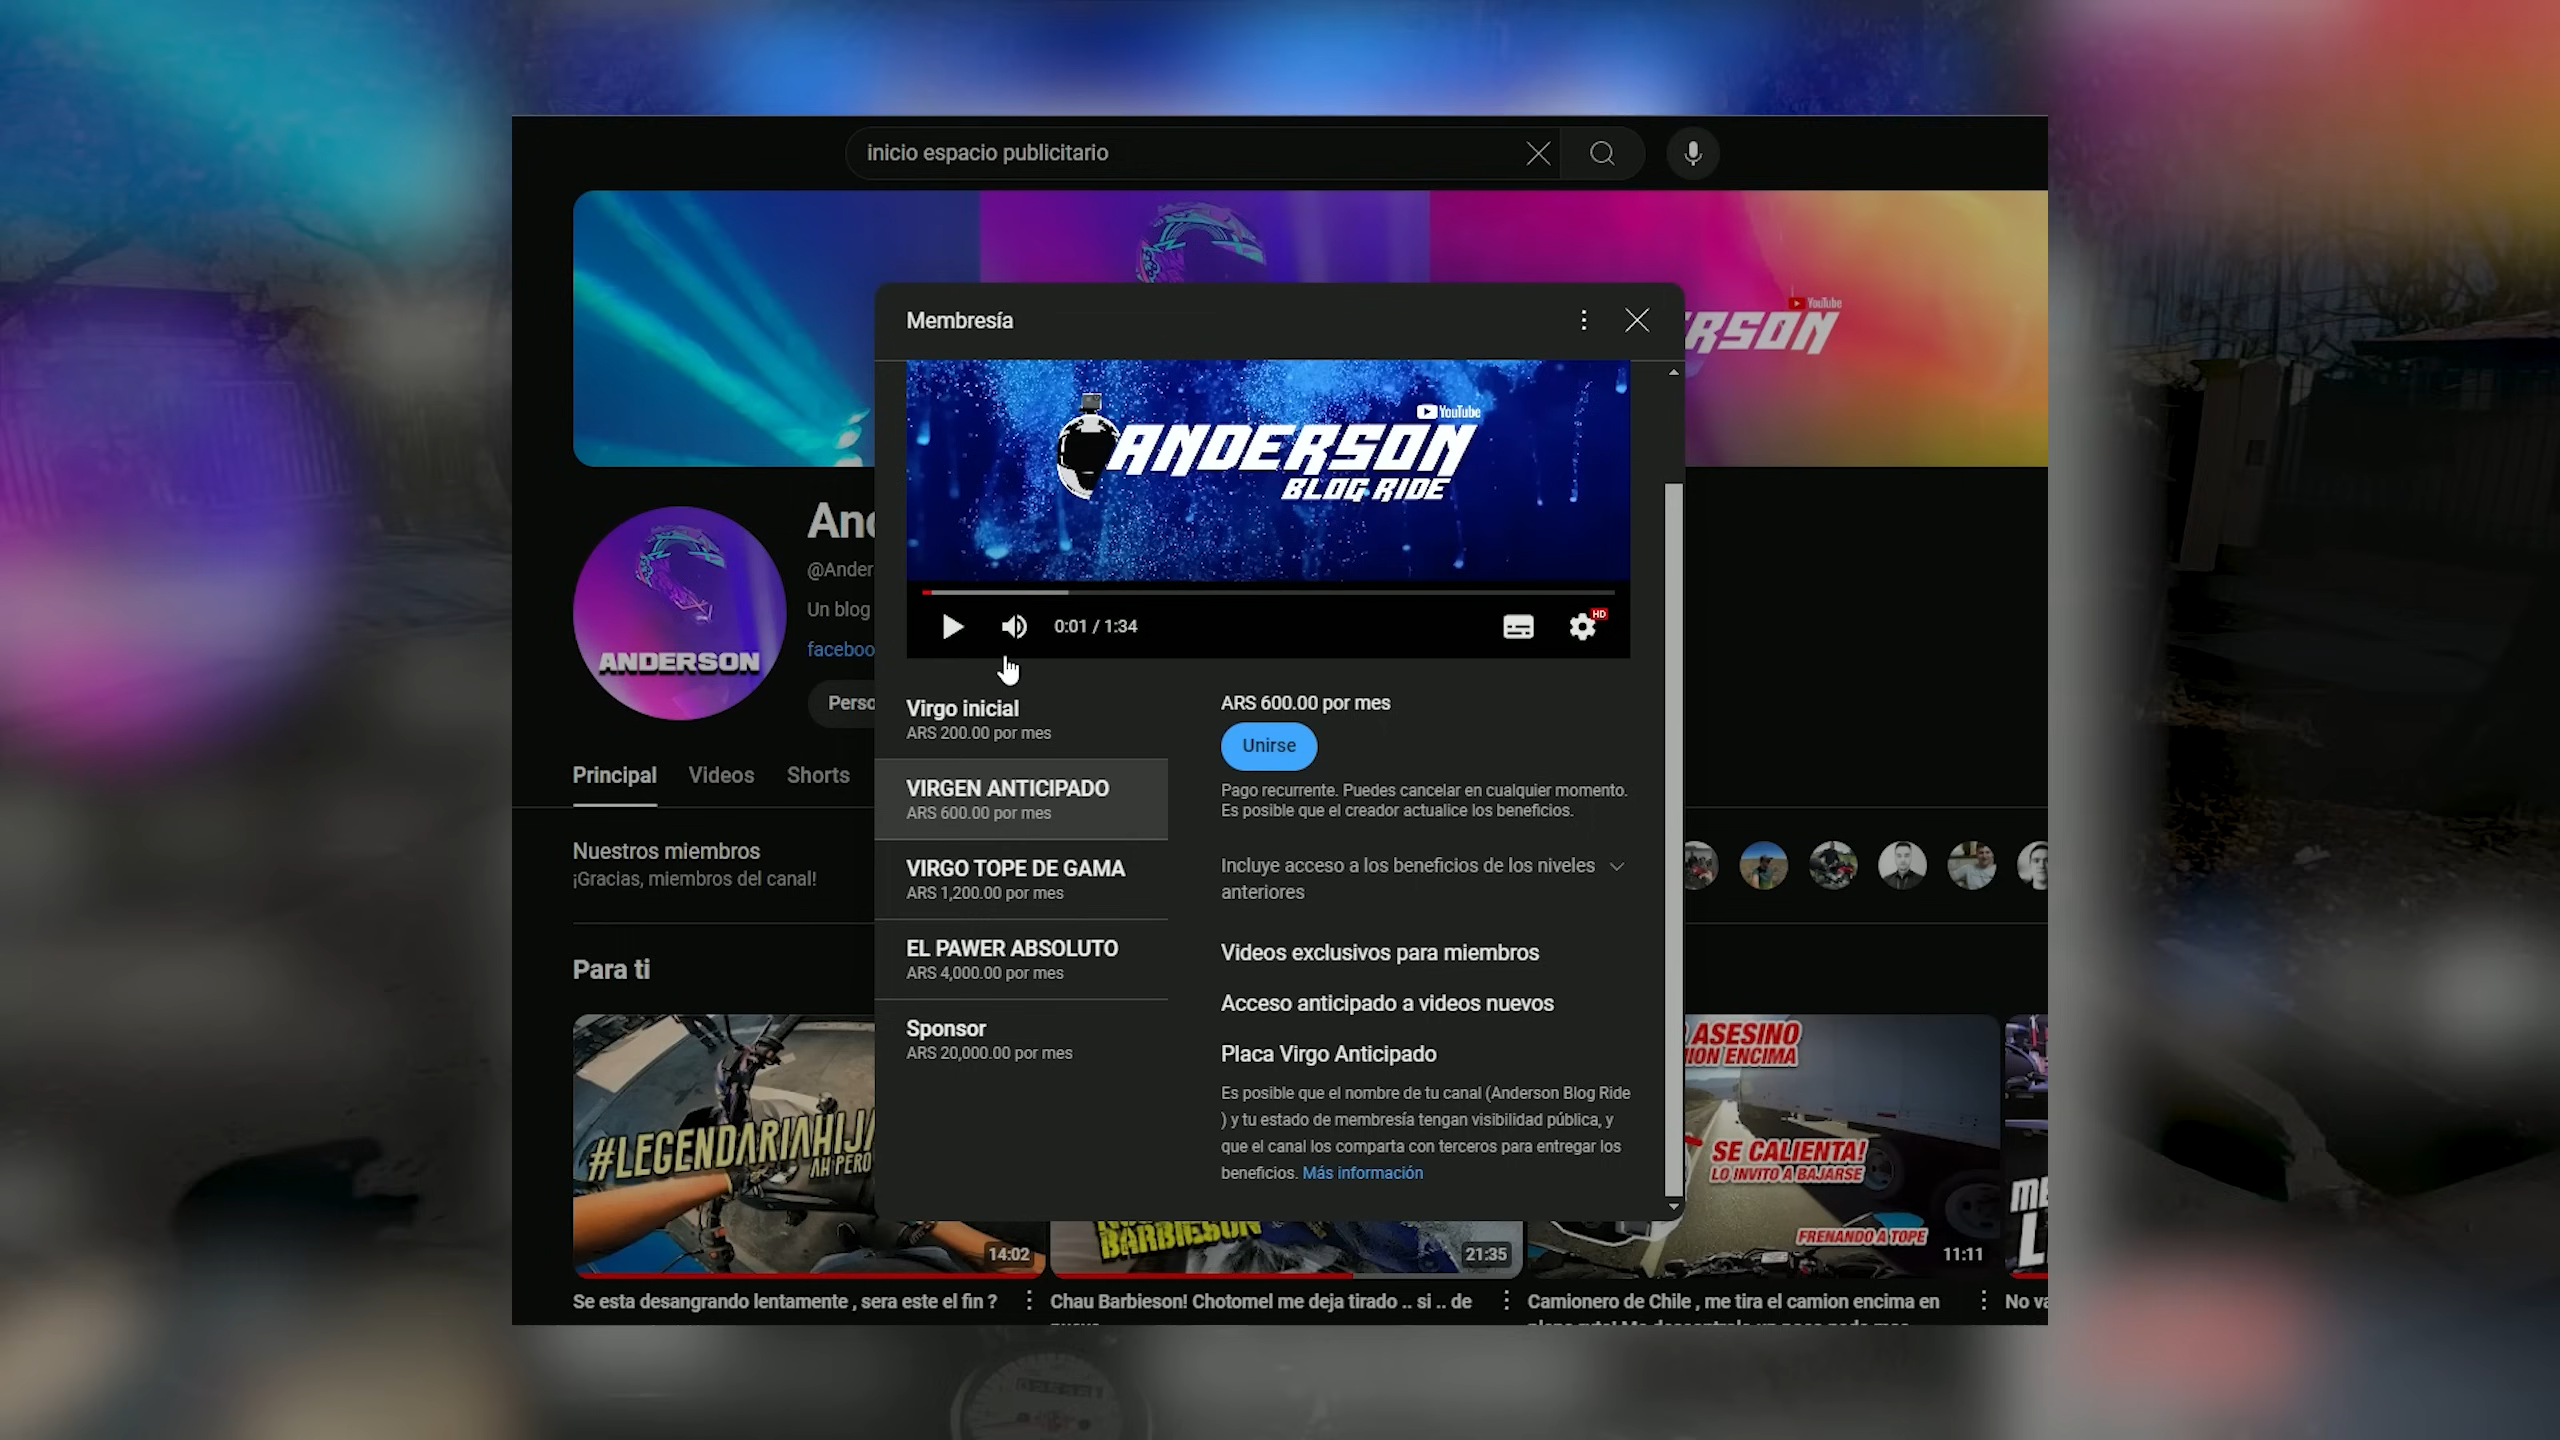 inicio espacio publicitario
YouTube
RSON
Membresía
YouTube
ANDERSON
BLOG RIDE
HD
0:01 / 1:34
ANDERSON
@Ander
Un blog
faceboo
Virgo inicial
ARS 200.00 por mes
VIRGEN ANTICIPADO
ARS 600.00 por mes
VIRGO TOPE DE GAMA
ARS 1,200.00 por mes
EL PAWER ABSOLUTO
ARS 4,000.00 por mes
Sponsor
ARS 20,000.00 por mes
ARS 600.00 por mes
Unirse
Pago recurrente. Puedes cancelar en cualquier momento.
Es posible que el creador actualice los beneficios.
Incluye acceso a los beneficios de los niveles
anteriores
Videos exclusivos para miembros
Acceso anticipado a videos nuevos
Placa Virgo Anticipado
Es posible que el nombre de tu canal (Anderson Blog Ride
) y tu estado de membresía tengan visibilidad pública, y
que el canal los comparta con terceros para entregar los
beneficios. Más información
Principal Videos Shorts
Nuestros miembros
¡Gracias, miembros del canal!
Para ti
#LEGENDARIAHIJA
AH PERO
14:02
BARBIESON
21:35
ASESINO
ION ENCIMA
SE CALIENTA!
LO INVITO A BAJARSE
FRENANDO A TOPE
11:11
Se esta desangrando lentamente , sera este el fin ?
Chau Barbieson! Chotomel me deja tirado .. si .. de
Camionero de Chile , me tira el camion encima en
No va